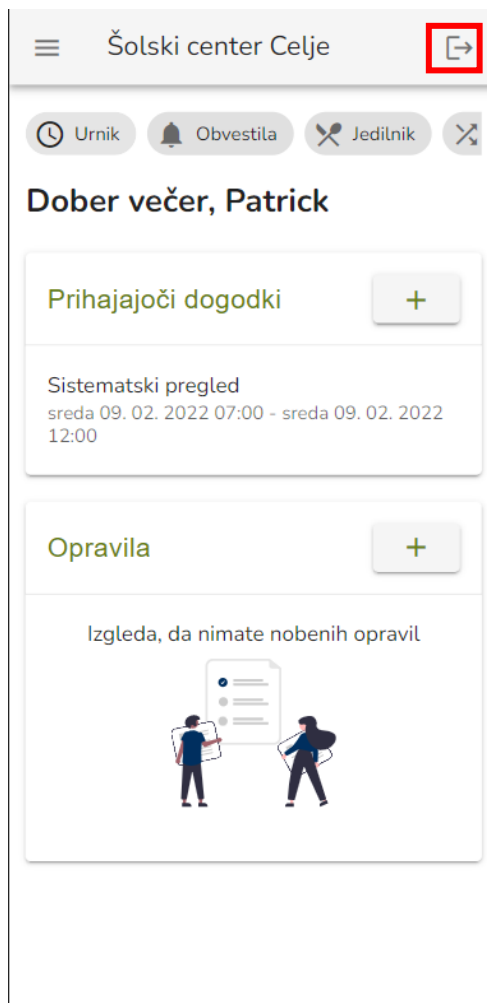 Šolski center Celje
Urnik Obvestila Jedilnik
Dober večer, Patrick
Prihajajoči dogodki +
Sistematski pregled
sreda 09. 02. 2022 07:00 - sreda 09. 02. 2022
12:00
Opravila +
Izgleda, da nimate nobenih opravil